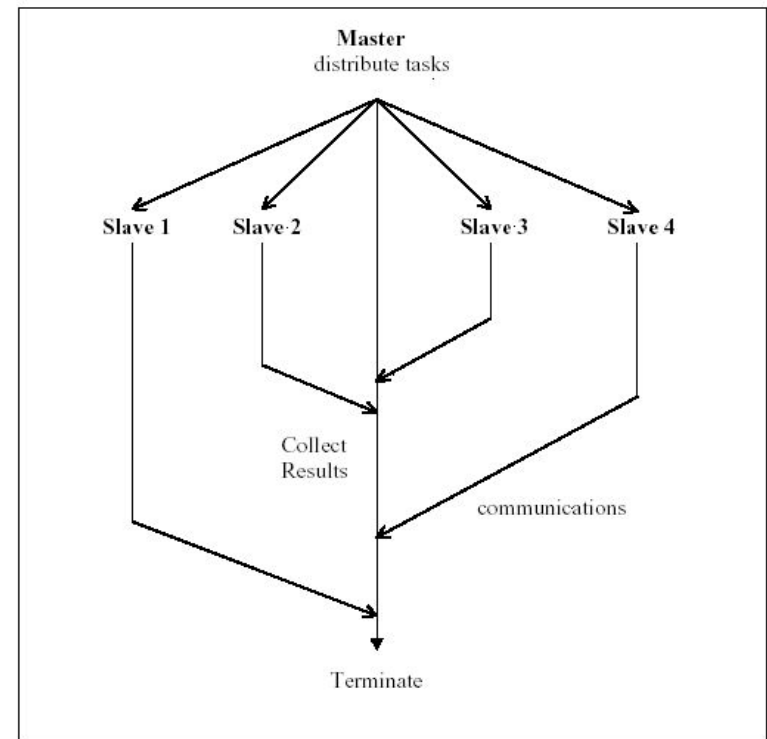 Master
distribute tasks
Slave 1 Slave 2 Slave 3 Slave 4
Collect
Results
communications
Terminate